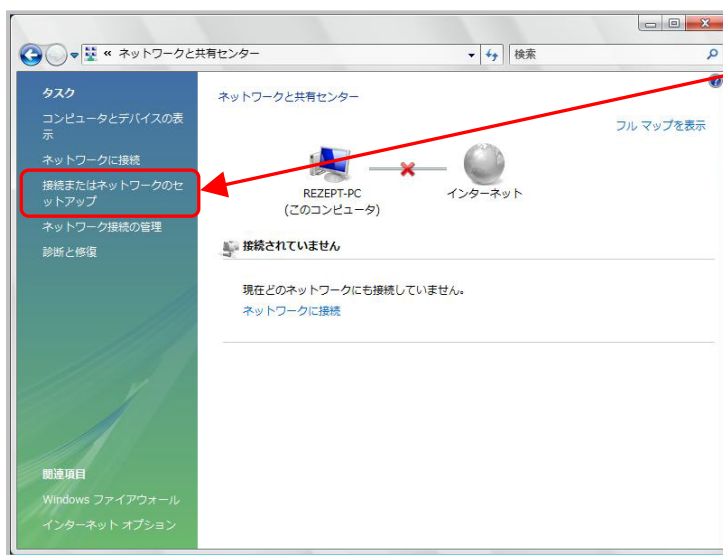 « ネットワークと共有センター
検索
タスク
コンピュータとデバイスの表
示
ネットワークに接続
接続またはネットワークのセ
ットアップ
ネットワーク接続の管理
診断と修復
ネットワークと共有センター
フル マップを表示
REZEPT-PC
(このコンピュータ)
インターネット
接続されていません
現在どのネットワークにも接続していません。
ネットワークに接続
関連項目
Windows ファイアウォール
インターネット オプション